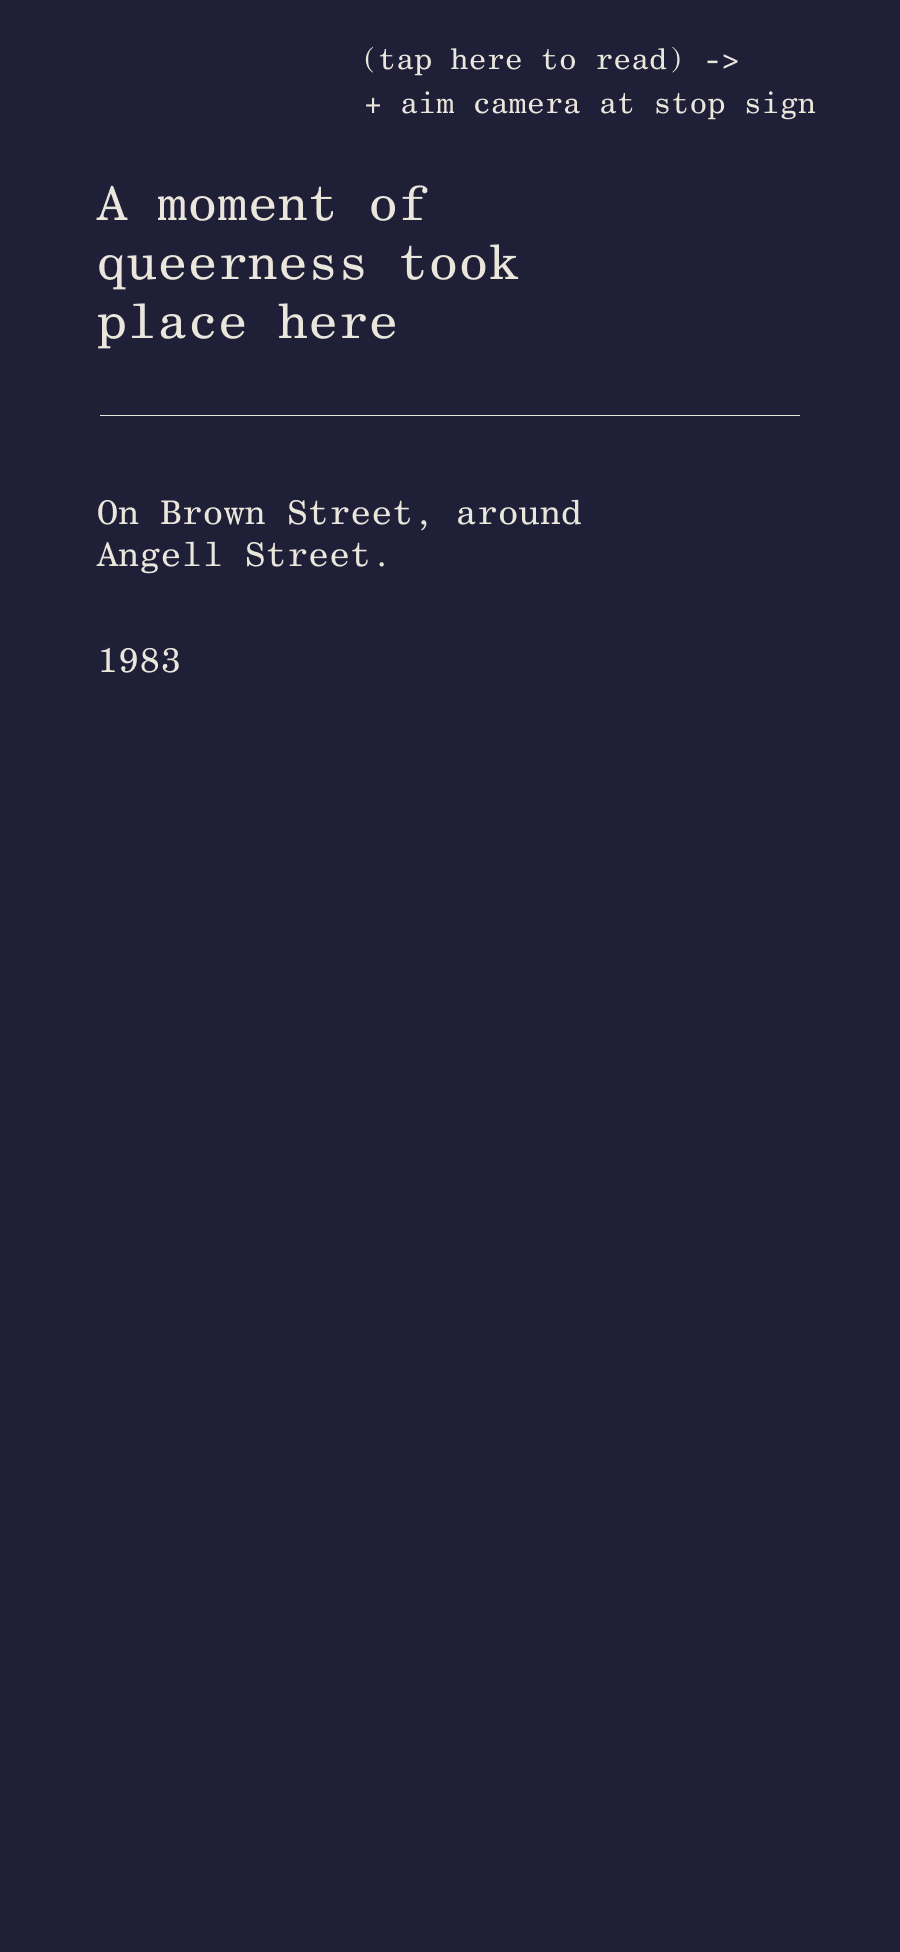 (tap here to read) ->
+ aim camera at stop sign
A moment of
queerness took
place here
On Brown Street, around
Angell Street.
1983